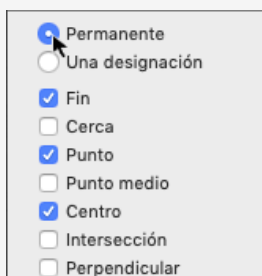 Permanente
Una designación
Fin
Cerca
Punto
Punto medio
Centro
Intersección
Perpendicular